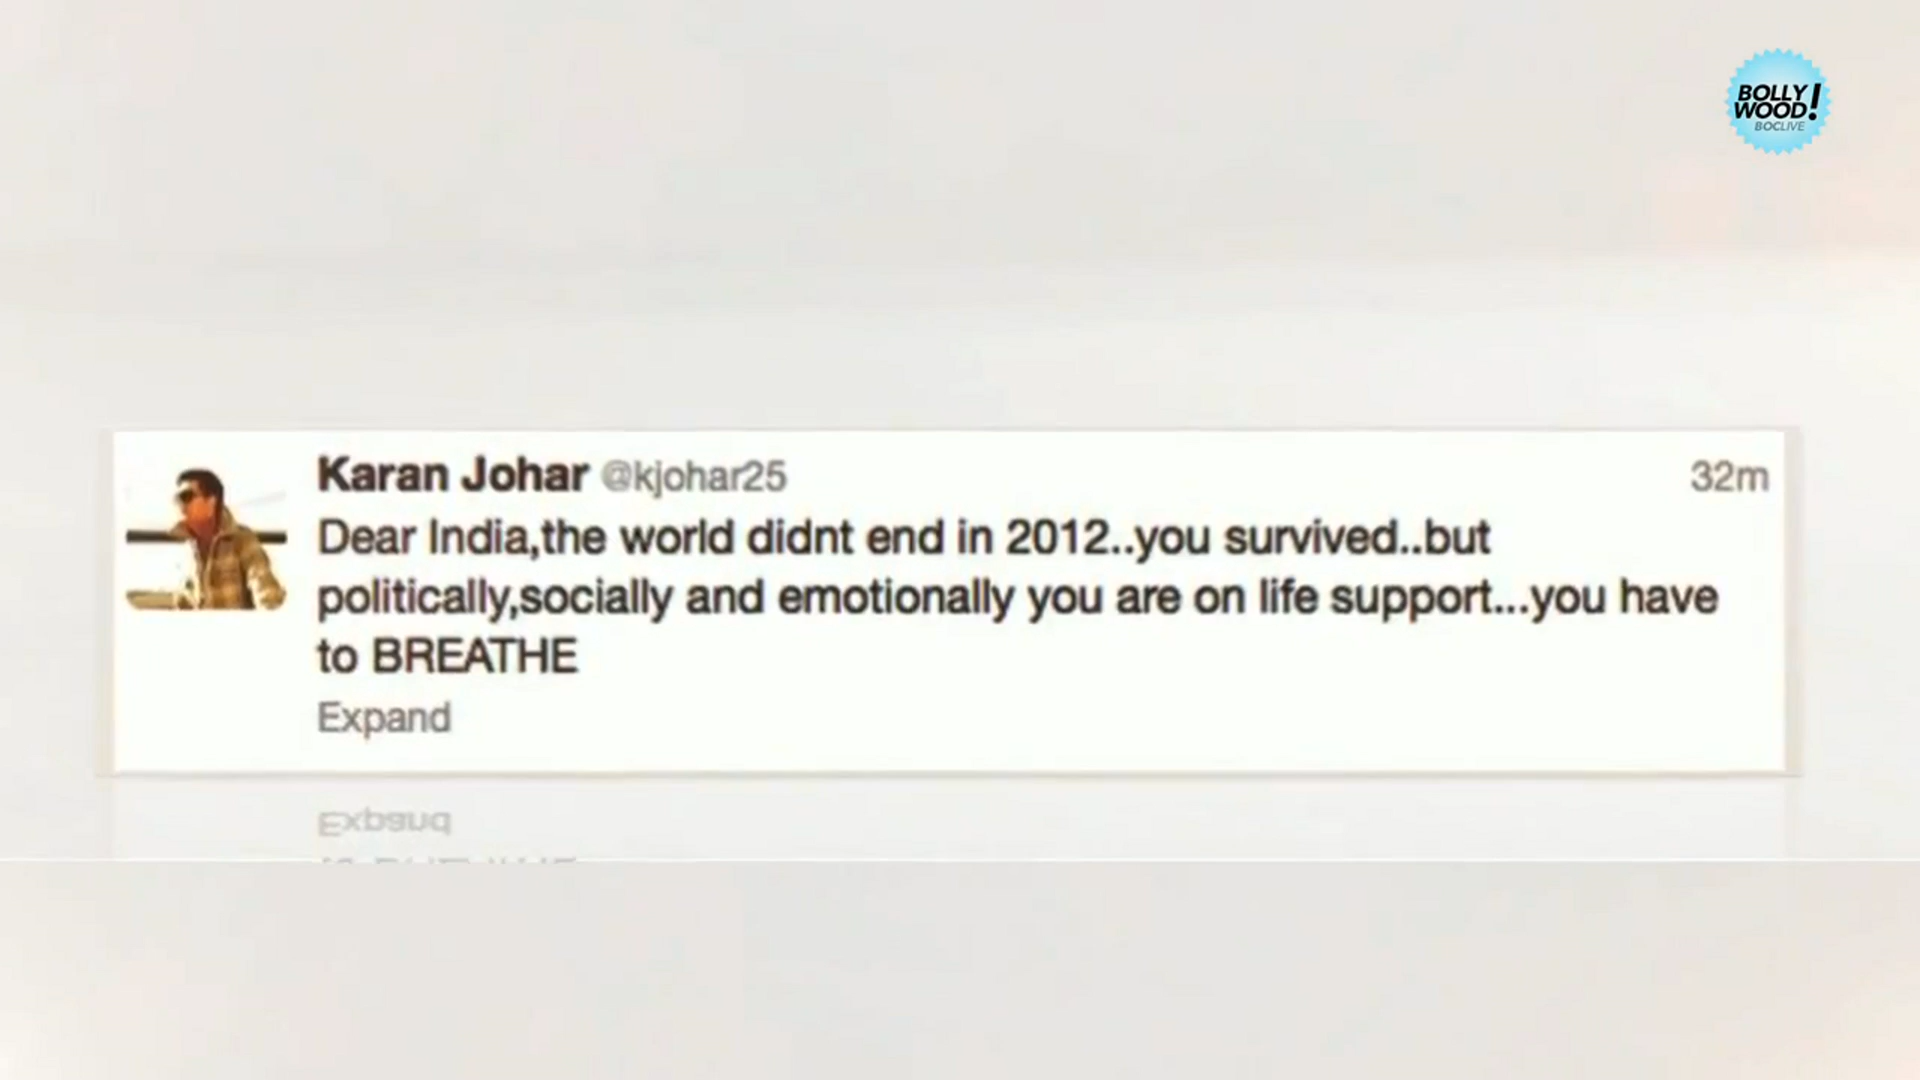 BOLLY
WOOD!
BOCLIVE
Karan Johar @kjohar25 32m
Dear India,the world didnt end in 2012..you survived..but
politically,socially and emotionally you are on life support...you have
to BREATHE
Expand